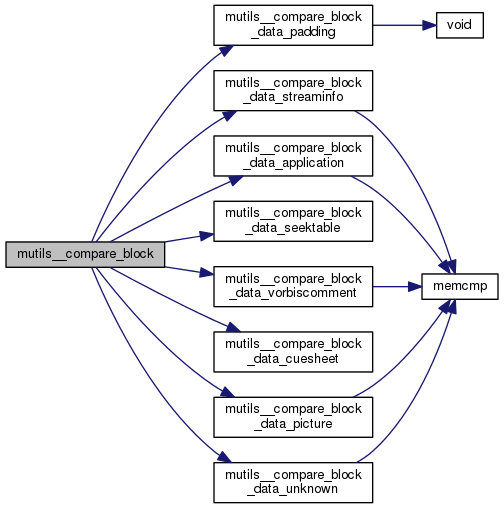 mutils__compare_block
_data_padding
void
mutils__compare_block
_data_streaminfo
mutils__compare_block
_data_application
mutils__compare_block
_data_seektable
mutils__compare_block
mutils__compare_block
_data_vorbiscomment
memcmp
mutils__compare_block
_data_cuesheet
mutils__compare_block
_data_picture
mutils__compare_block
_data_unknown